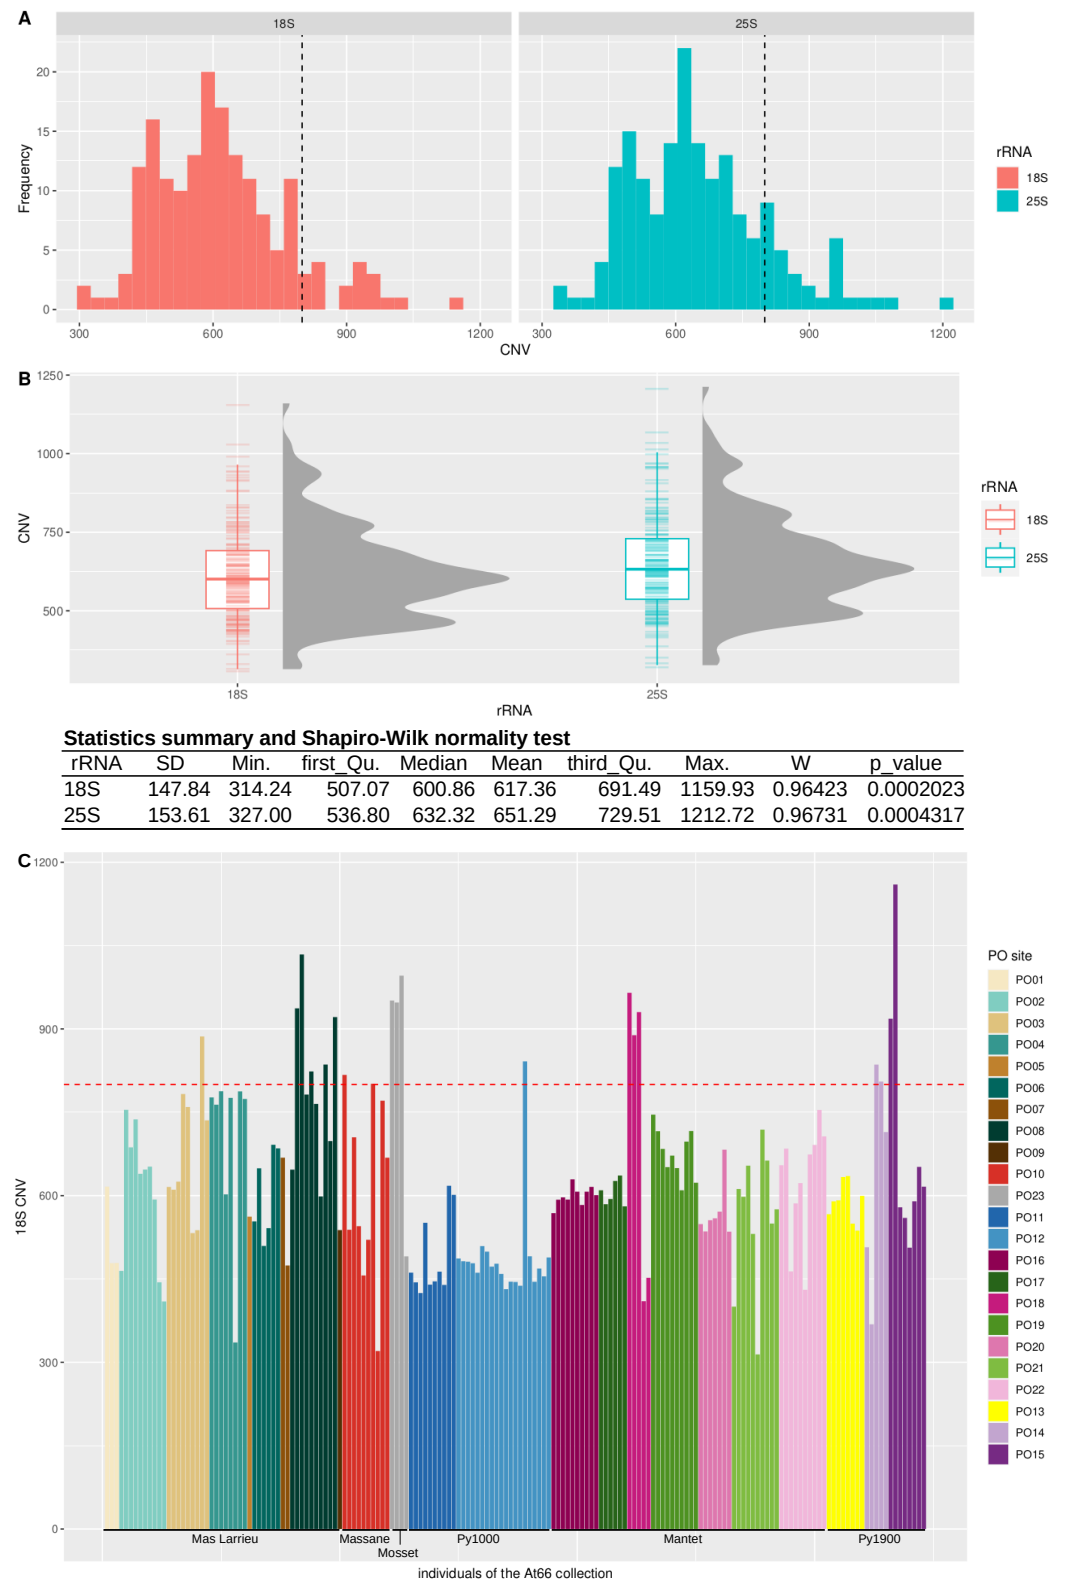 A
18S
25S
20
15
10
5
0
Frequency
300
600
900
1200
300
600
900
1200
CNV
rRNA
18S
25S
B
1250
1000
750
500
CNV
18S
25S
rRNA
rRNA
18S
25S
Statistics summary and Shapiro-Wilk normality test
rRNA SD Min. first_Qu. Median Mean third_Qu. Max. W p_value
18S 147.84 314.24 507.07 600.86 617.36 691.49 1159.93 0.96423 0.0002023
25S 153.61 327.00 536.80 632.32 651.29 729.51 1212.72 0.96731 0.0004317
C
1200
900
600
300
0
18S CNV
Mas Larrieu
Massane
Mosset
Py1000
Mantet
Py1900
individuals of the At66 collection
PO site
PO01
PO02
PO03
PO04
PO05
PO06
PO07
PO08
PO09
PO10
PO23
PO11
PO12
PO16
PO17
PO18
PO19
PO20
PO21
PO22
PO13
PO14
PO15